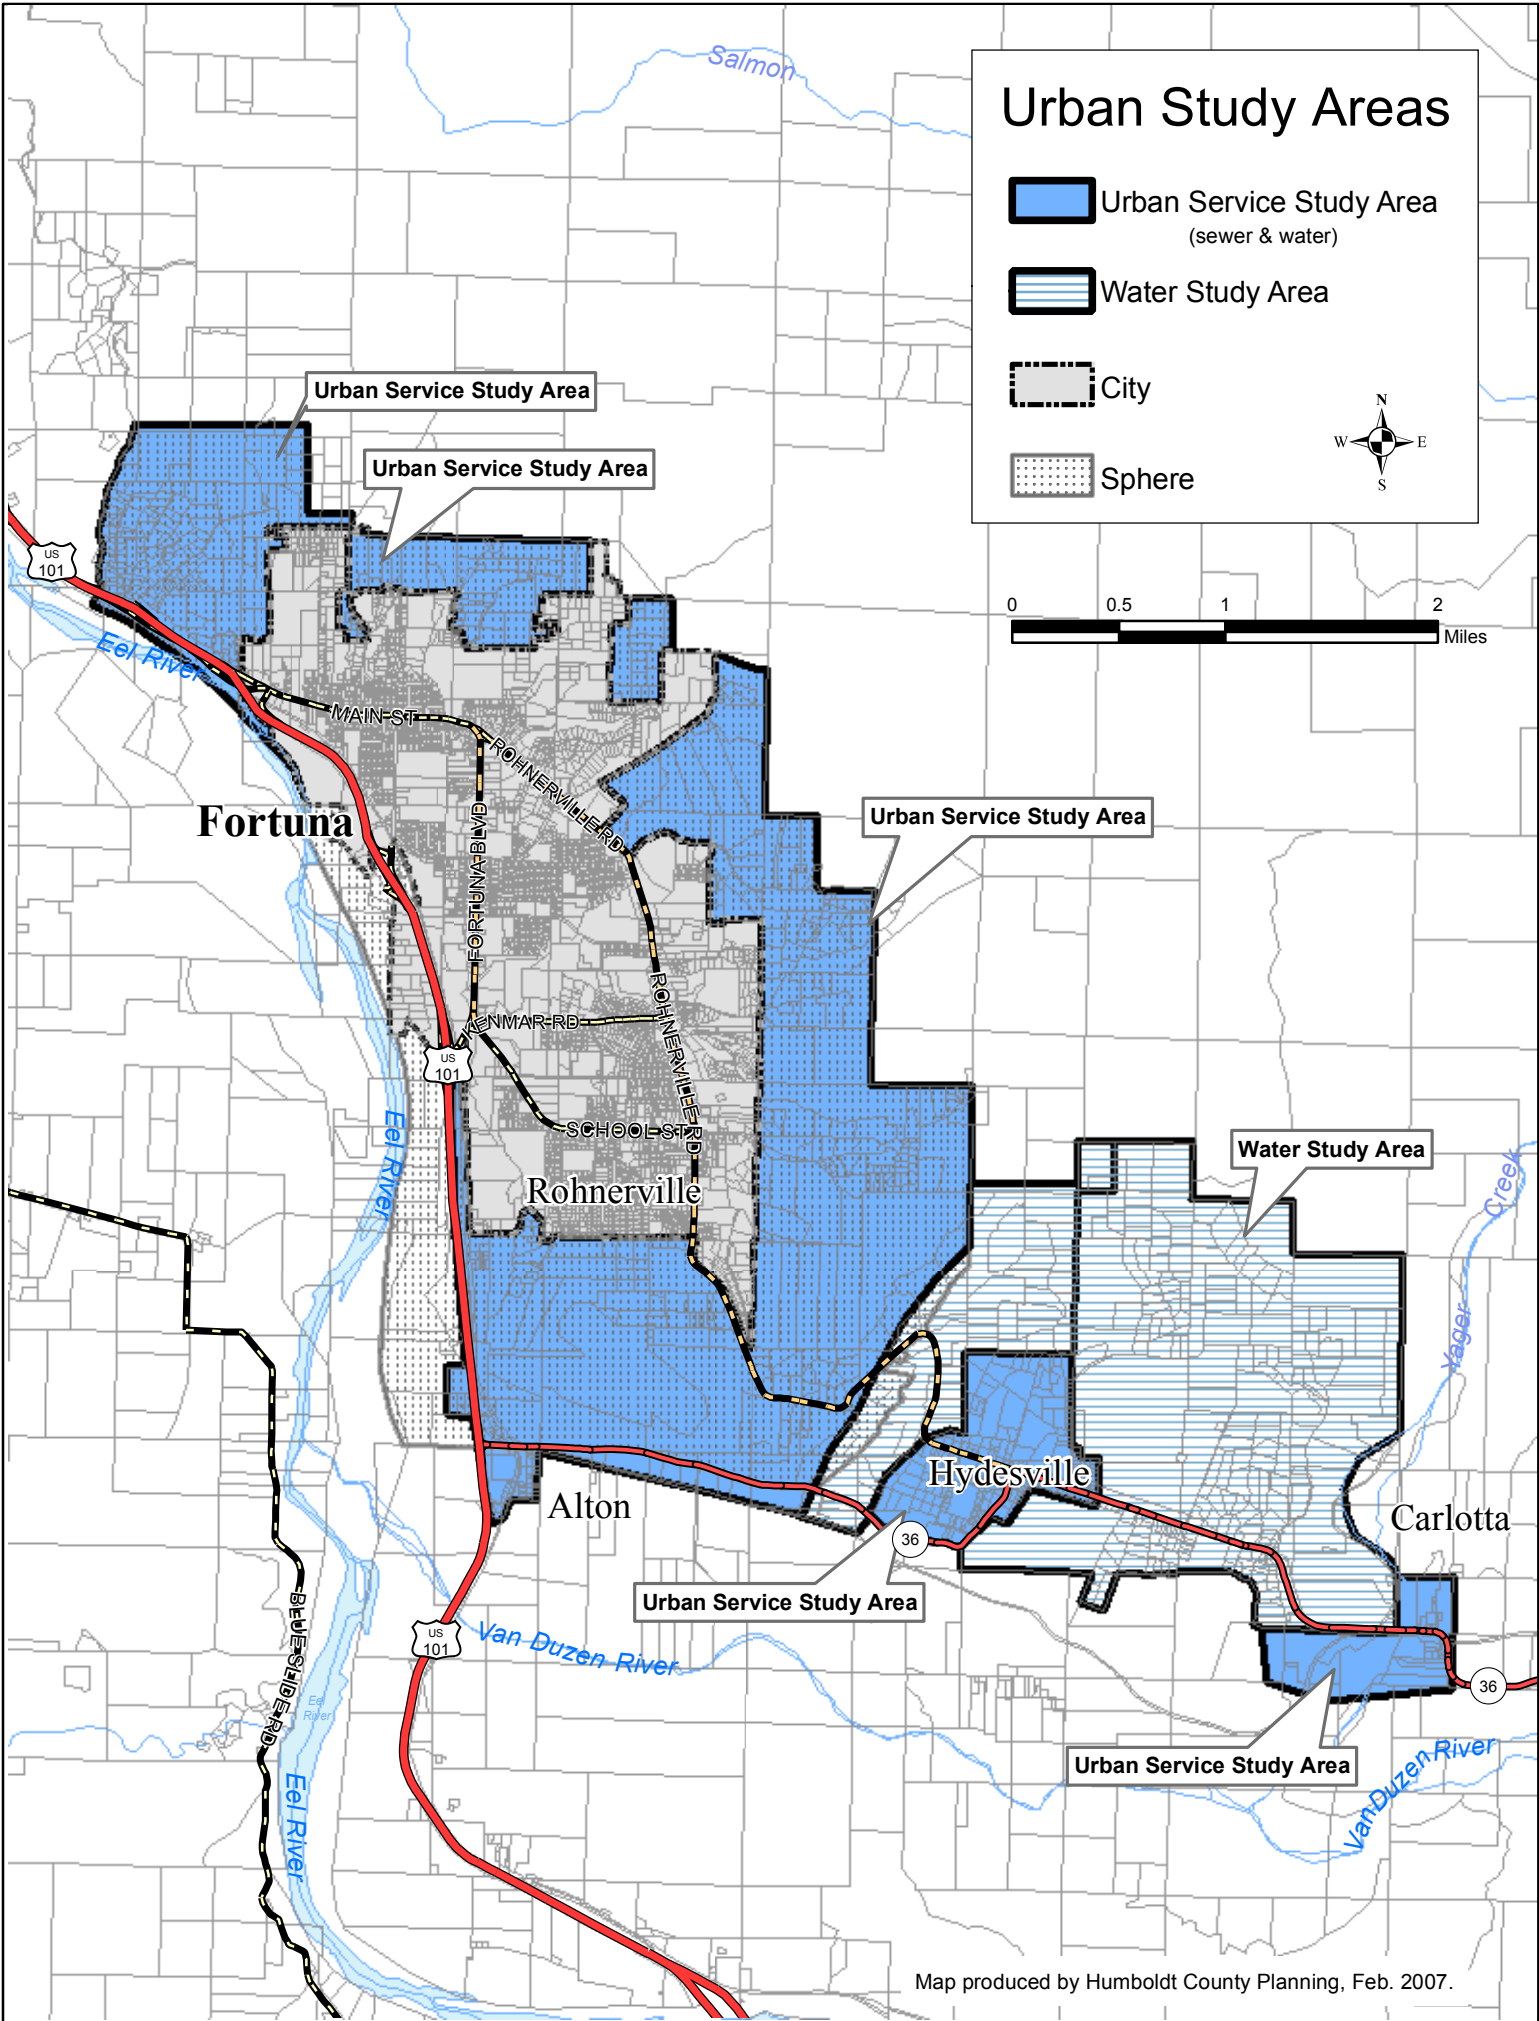 Salmon
Urban Study Areas
Urban Service Study Area
(sewer & water)
Water Study Area
City
Sphere
N
W E
S
0 0.5 1 2
Miles
Urban Service Study Area
Urban Service Study Area
US
101
Eel River
MAIN ST
ROHNERVILLE RD
Fortuna
FORTUNA BLVD
Urban Service Study Area
ROHNERVILLE RD
KENMAR RD
US
101
Eel River
SCHOOL ST
Rohnerville
Water Study Area
Creek
Yager
Hydesville
Alton
Carlotta
36
Urban Service Study Area
BLUE SLIDE RD
US
101
Van Duzen River
36
Eel
River
Urban Service Study Area
Van Duzen River
Eel River
Map produced by Humboldt County Planning, Feb. 2007.